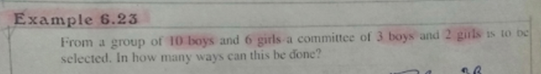 Example 6.23
From a group of 10 boys and 6 girls a committee of 3 boys and 2 girls is to be
selected. In how many ways can this be done?